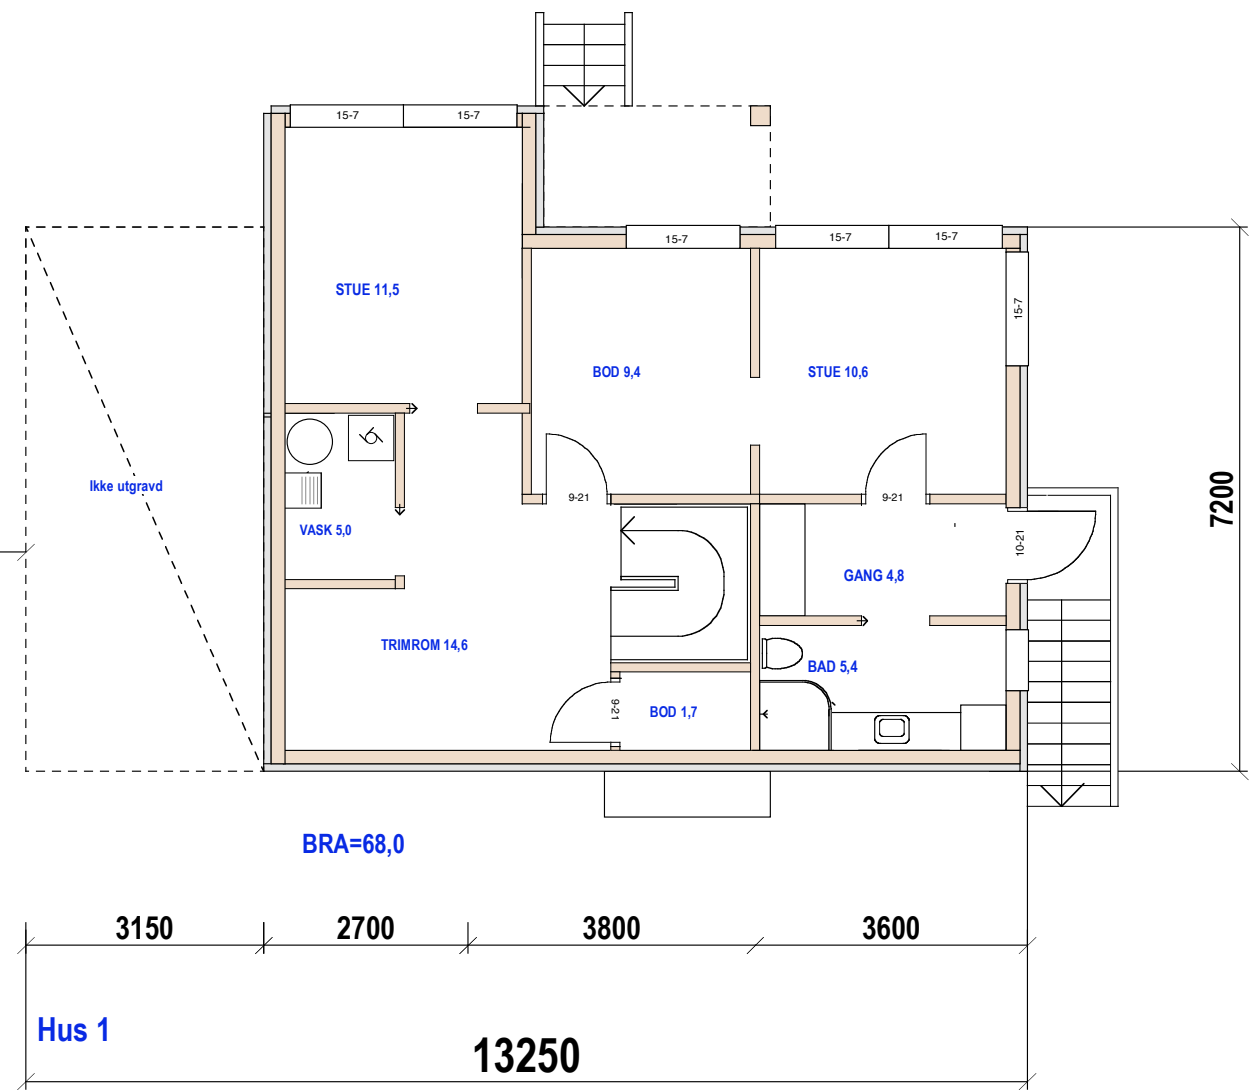 15-7
15-7
15-7
15-7
15-7
15-7
STUE 11,5
BOD 9,4
STUE 10,6
Ikke utgravd
9-21
9-21
7200
VASK 5,0
10-21
GANG 4,8
TRIMROM 14,6
BAD 5,4
9-21
BOD 1,7
BRA=68,0
3150
2700
3800
3600
Hus 1
13250